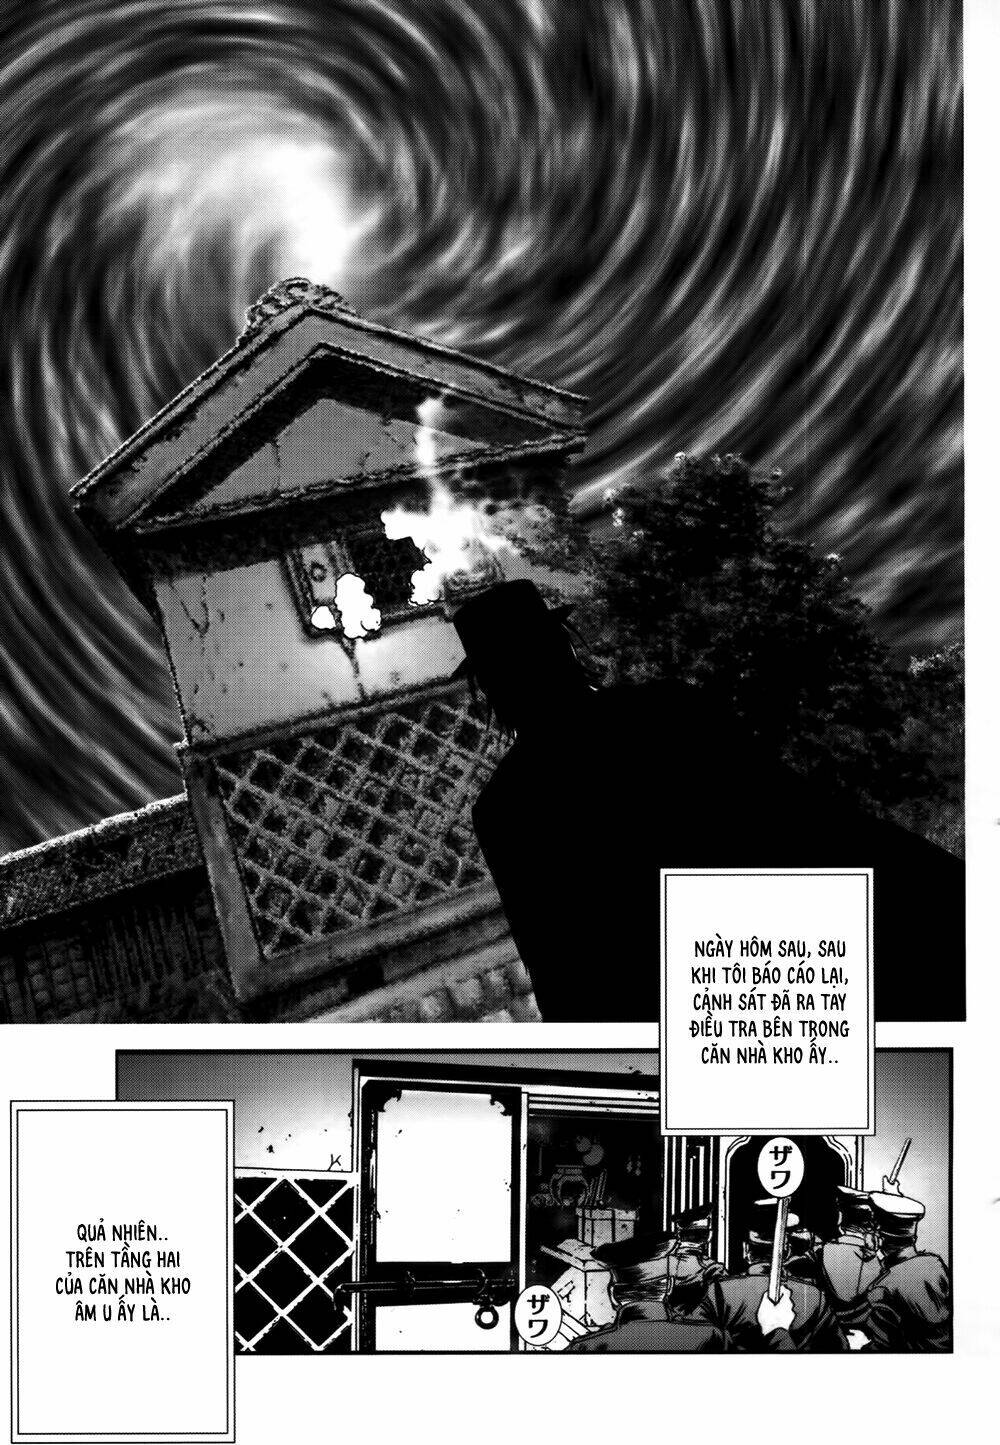 NGÀY HÔM SAU, SAU
KHI TÔI BÁO CÁO LẠI,
CẢNH SÁT ĐÃ RA TAY
ĐIỀU TRA BÊN TRONG
CĂN NHÀ KHO ẤY..
ザワ
ザワ
QUẢ NHIÊN..
TRÊN TẦNG HAI
CỦA CĂN NHÀ KHO
ÂM U ẤY LÀ..